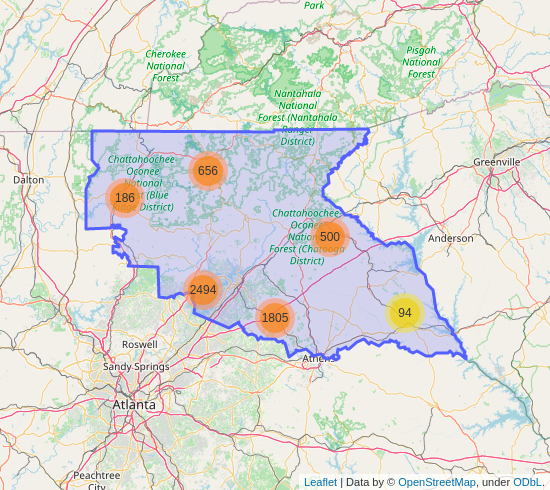 Park
Cherokee
National
Forest
Pisgah
National
Forest
Nantahala
National
Forest (Nantahala
Ranger
District)
Greenville
Chattahoochee
Oconee
National
Forest (Blue
Ridge District)
656
186
Dalton
Chattahoochee
Oconee
National
Forest (Chattooga
District)
500
Anderson
2494
1805
94
Roswell
Athens
Sandy Springs
Atlanta
Peachtree
City
Leaflet | Data by © OpenStreetMap, under ODbL.